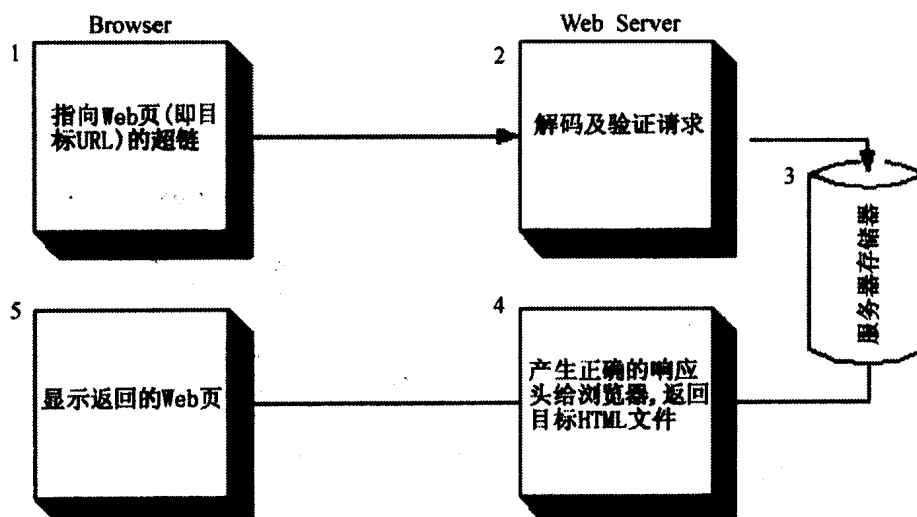 Browser
Web Server
1
指向Web页(即目
标URL)的超链
2
解码及验证请求
3
服务器存储器
4
产生正确的响应
头给浏览器,返回
目标HTML文件
5
显示返回的Web页